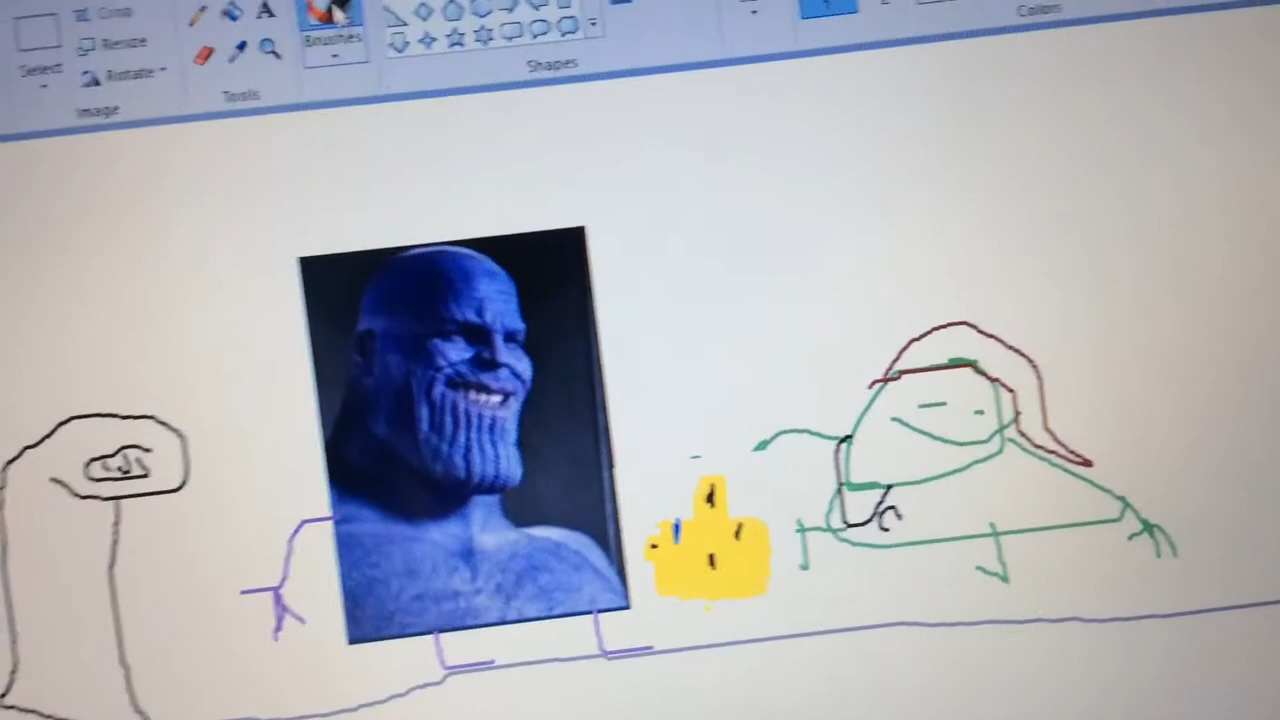 Crop
Resize
Select
Rotate
Image
Tools
A
Brushes
Shapes
Colors